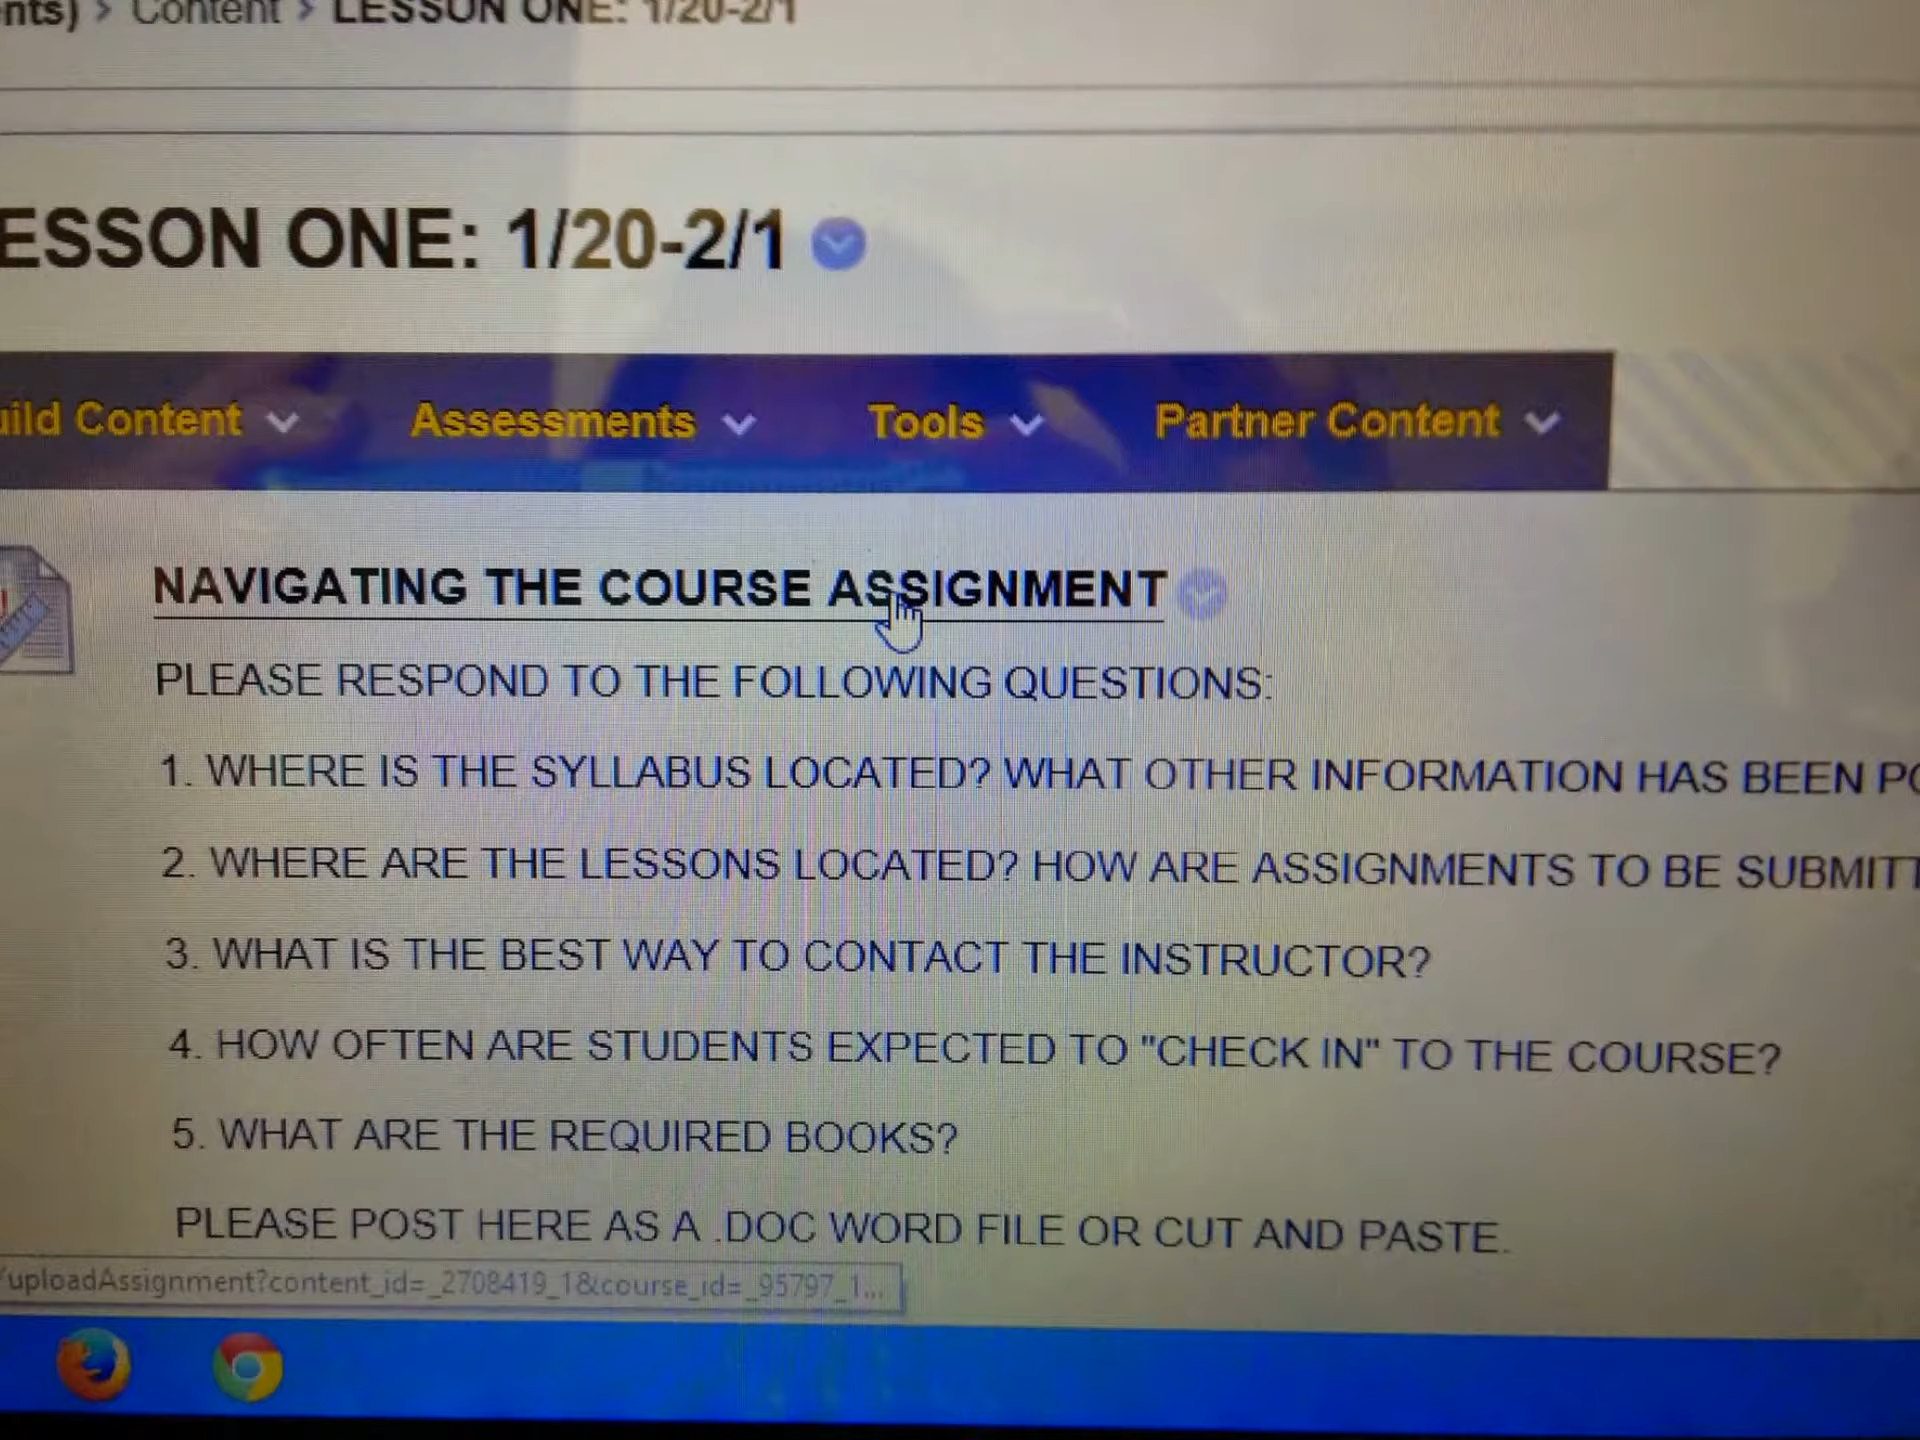 nts) > Content > LESSON ONE: 1/20-2/1
ESSON ONE: 1/20-2/1
uild Content Assessments Tools Partner Content
NAVIGATING THE COURSE ASSIGNMENT
PLEASE RESPOND TO THE FOLLOWING QUESTIONS:
1. WHERE IS THE SYLLABUS LOCATED? WHAT OTHER INFORMATION HAS BEEN PO
2. WHERE ARE THE LESSONS LOCATED? HOW ARE ASSIGNMENTS TO BE SUBMITT
3. WHAT IS THE BEST WAY TO CONTACT THE INSTRUCTOR?
4. HOW OFTEN ARE STUDENTS EXPECTED TO "CHECK IN" TO THE COURSE?
5. WHAT ARE THE REQUIRED BOOKS?
PLEASE POST HERE AS A .DOC WORD FILE OR CUT AND PASTE.
/uploadAssignment?content_id=_2708419_1&course_id=_95797_1...